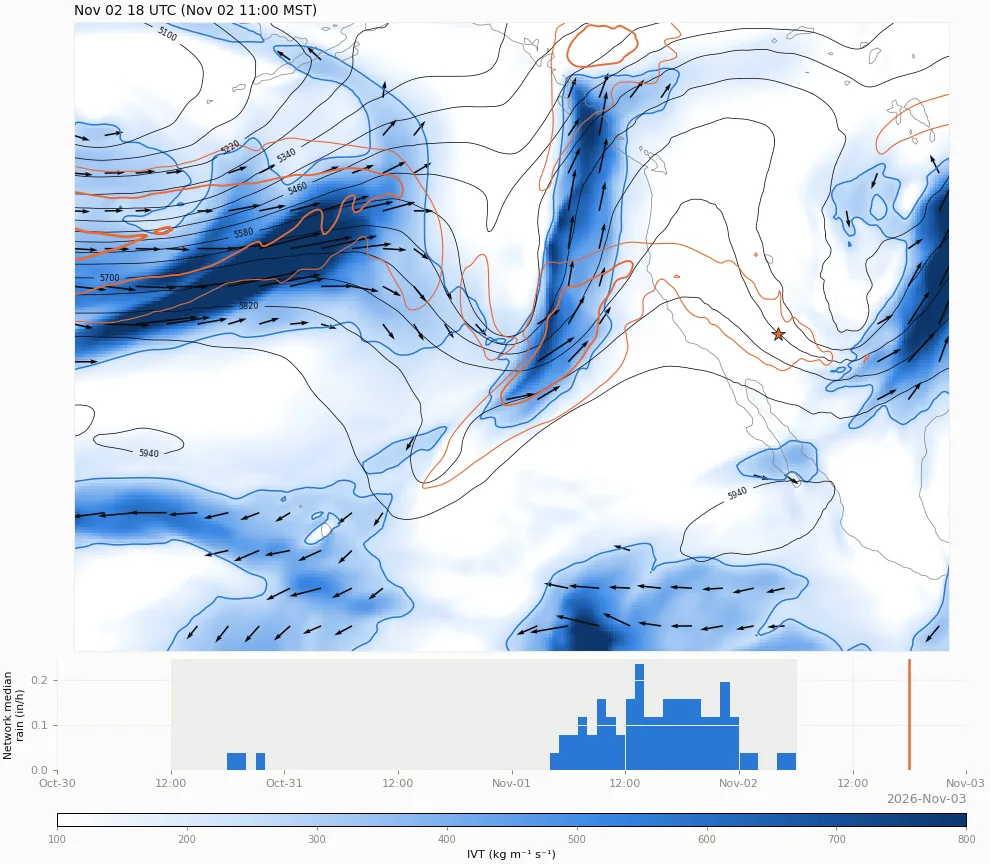 Nov 02 18 UTC (Nov 02 11:00 MST)
5100
5220
5340
5460
5580
5700
5820
5940
5940
Network median
rain (in/h)
0.2
0.1
0.0
Oct-30
12:00
Oct-31
12:00
Nov-01
12:00
Nov-02
12:00
Nov-03
2026-Nov-03
100
200
300
400
500
600
700
800
IVT (kg m⁻¹ s⁻¹)